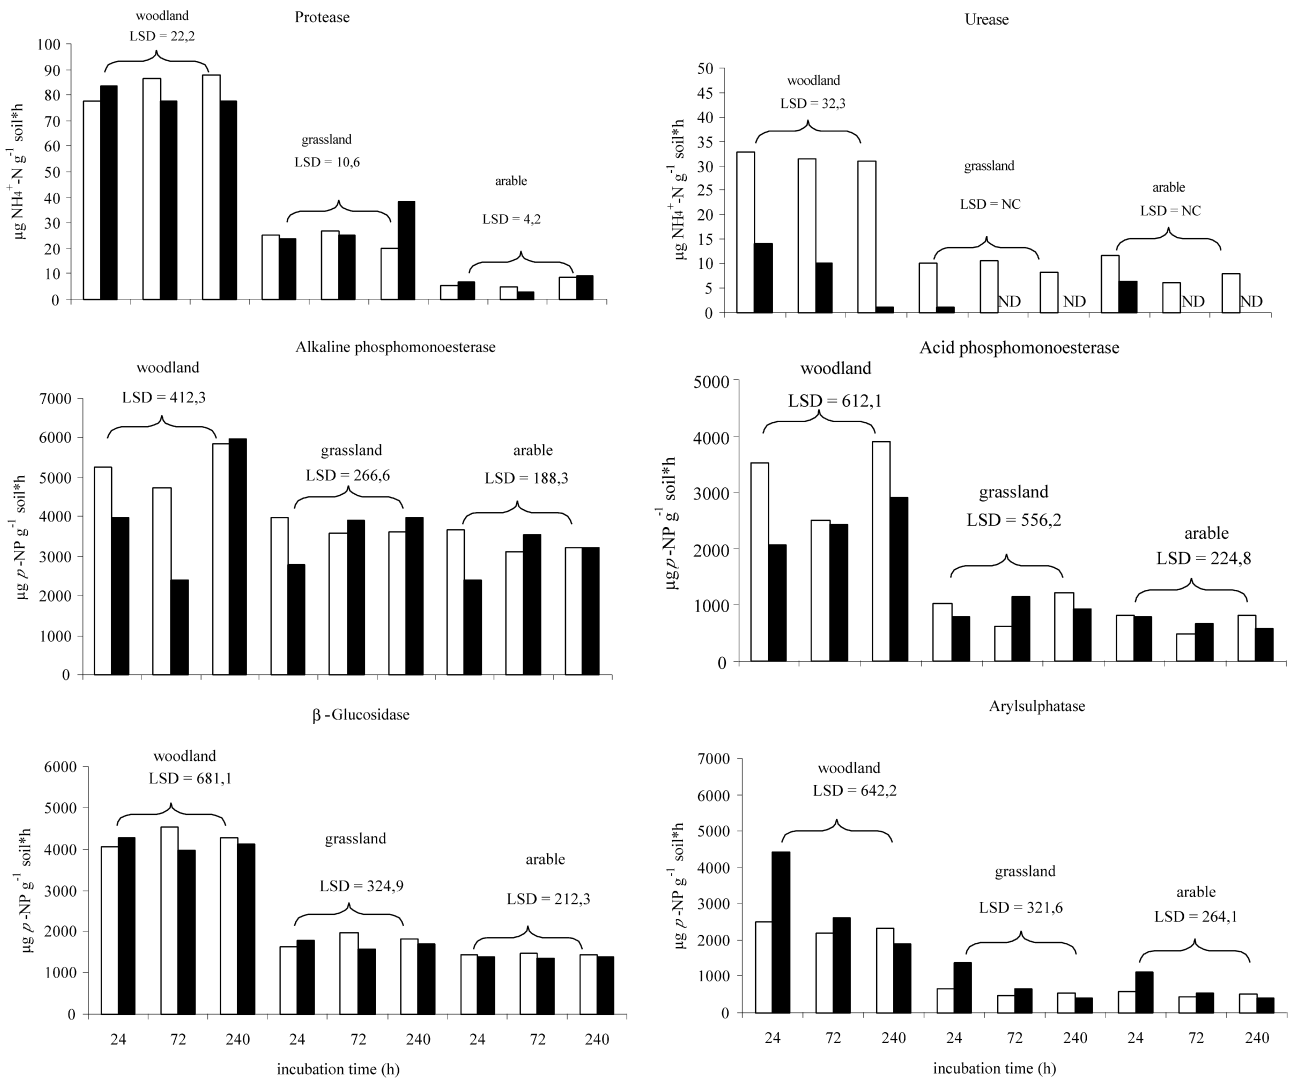 Protease
woodland
LSD = 22,2
grassland
LSD = 10,6
arable
LSD = 4,2
µg NH4+-N g-1 soil*h
100
90
80
70
60
50
40
30
20
10
0
Urease
woodland
LSD = 32,3
grassland
LSD = NC
arable
LSD = NC
µg NH4+-N g-1 soil*h
50
45
40
35
30
25
20
15
10
5
0
ND
ND
ND
ND
Alkaline phosphomonoesterase
woodland
LSD = 412,3
grassland
LSD = 266,6
arable
LSD = 188,3
µg p-NP g-1 soil*h
7000
6000
5000
4000
3000
2000
1000
0
Acid phosphomonoesterase
woodland
LSD = 612,1
grassland
LSD = 556,2
arable
LSD = 224,8
µg p-NP g-1 soil*h
5000
4000
3000
2000
1000
0
β-Glucosidase
woodland
LSD = 681,1
grassland
LSD = 324,9
arable
LSD = 212,3
µg p-NP g-1 soil*h
6000
5000
4000
3000
2000
1000
0
24 72 240 24 72 240 24 72 240
incubation time (h)
Arylsulphatase
woodland
LSD = 642,2
grassland
LSD = 321,6
arable
LSD = 264,1
µg p-NP g-1 soil*h
7000
6000
5000
4000
3000
2000
1000
0
24 72 240 24 72 240 24 72 240
incubation time (h)